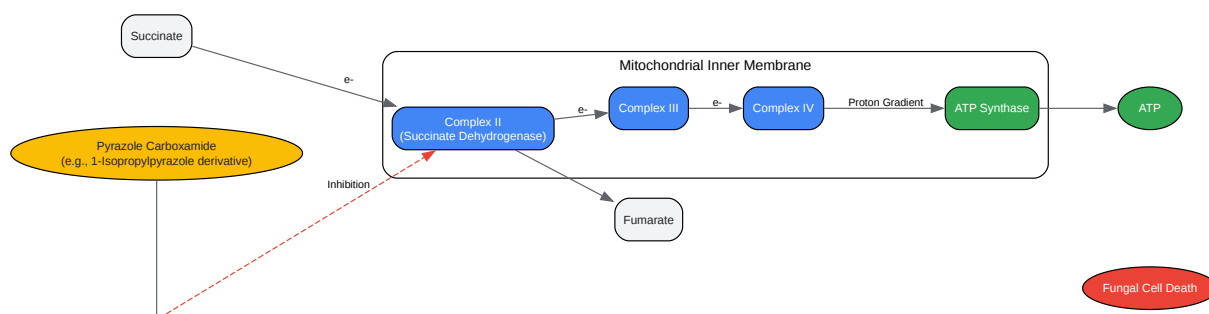 Succinate
e-
Mitochondrial Inner Membrane
Complex II
(Succinate Dehydrogenase)
e-
Complex III
e-
Complex IV
Proton Gradient
ATP Synthase
ATP
Pyrazole Carboxamide
(e.g., 1-Isopropylpyrazole derivative)
Inhibition
Fumarate
Fungal Cell Death